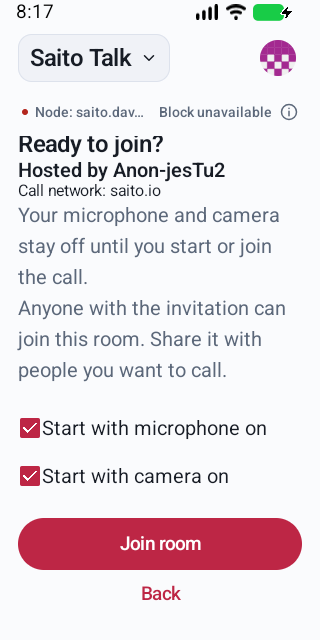 8:17
Saito Talk
Node: saito.dav... Block unavailable
Ready to join?
Hosted by Anon-jesTu2
Call network: saito.io
Your microphone and camera
stay off until you start or join
the call.
Anyone with the invitation can
join this room. Share it with
people you want to call.
Start with microphone on
Start with camera on
Join room
Back